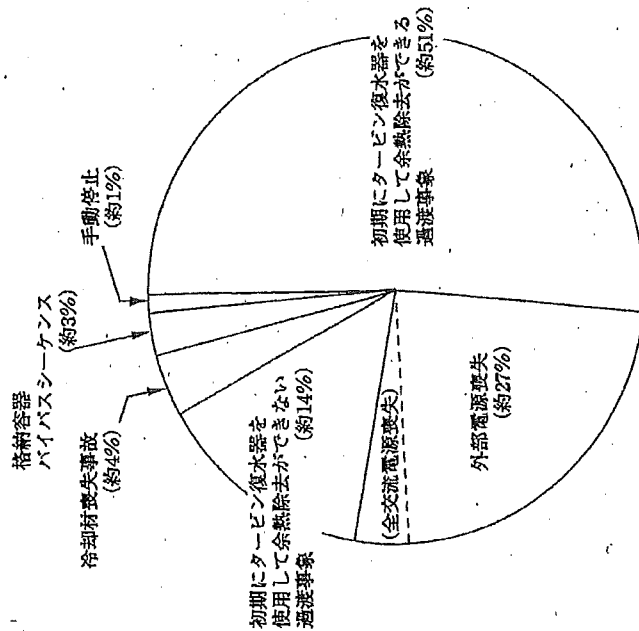 手動停止
(約1%)
格納容器
バイパスシーケンス
(約3%)
冷却材喪失事故
(約4%)
初期にタービン復水器を
使用して余熱除去ができない
過渡事象
(約14%)
(全交流電源喪失)
外部電源喪失
(約27%)
初期にタービン復水器を
使用して余熱除去ができる
過渡事象
(約51%)